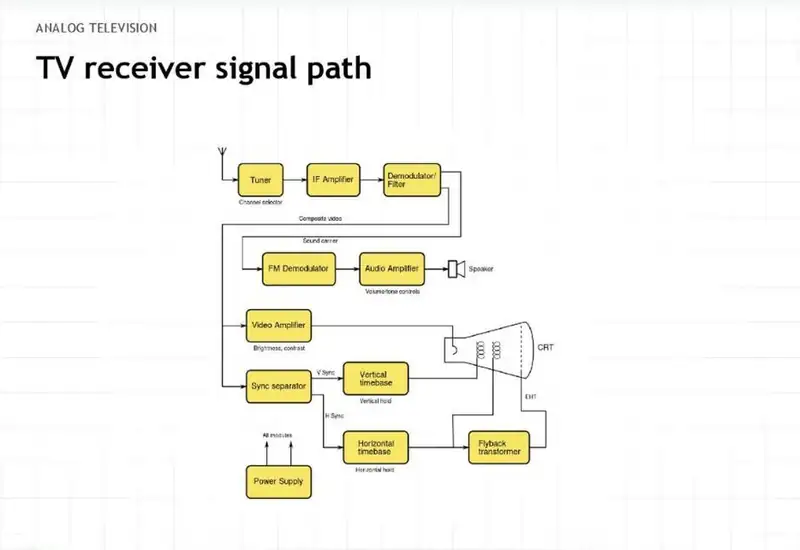 ANALOG TELEVISION
TV receiver signal path
Tuner
IF Amplifier
Demodulator/
Filter
Channel selector
Composite video
Sound carrier
FM Demodulator
Audio Amplifier
Speaker
Volume/tone controls
Video Amplifier
Brightness, contrast
CRT
V Sync
Vertical
timebase
Sync separator
Vertical hold
EHT
H Sync
All modules
Horizontal
timebase
Flyback
transformer
Horizontal hold
Power Supply